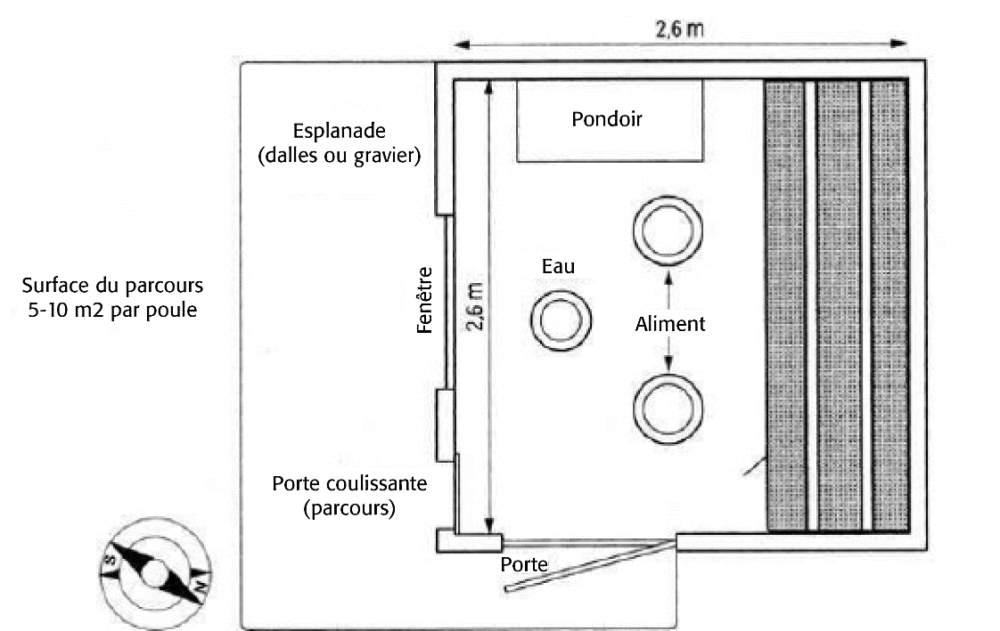 2,6 m
Esplanade
(dalles ou gravier)
Pondoir
Surface du parcours
5-10 m2 par poule
Fenêtre
2,6 m
Eau
Aliment
Porte coulissante
(parcours)
Porte
S
N